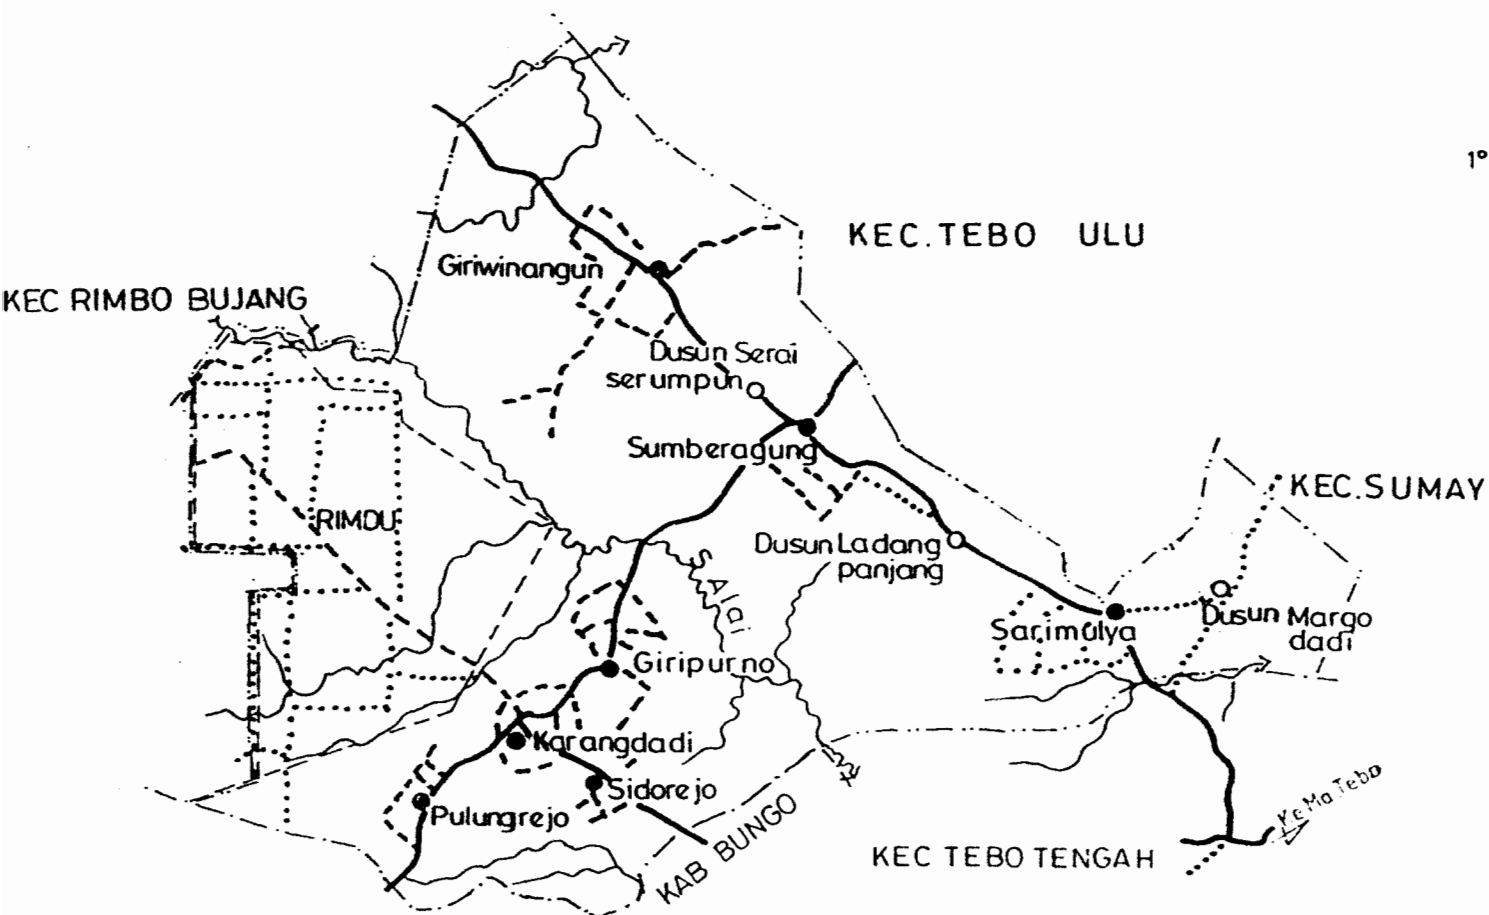 1°
KEC.TEBO ULU
Giriwinangun
KEC RIMBO BUJANG
Dusun Serai
serumpun
Sumberagung
KEC.SUMAY
RIMDU
Dusun Ladang
panjang
S. Alai
Dusun Margo
dadi
Sarimulya
Giripurno
Karangdadi
Sidorejo
Pulungrejo
Ke Ma Tebo
KAB BUNGO
KEC TEBO TENGAH